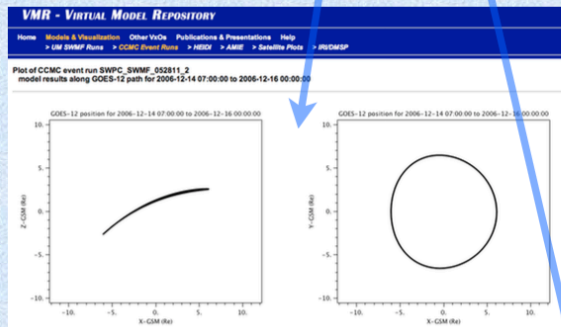 VMR - VIRTUAL MODEL REPOSITORY
Home Models & Visualization Other VxOs Publications & Presentations Help
> UM SWMF Runs > CCMC Event Runs > HEIDI > AMIE > Satellite Plots > IRI/DMSP
Plot of CCMC event run SWPC_SWMF_052811_2
model results along GOES-12 path for 2006-12-14 07:00:00 to 2006-12-16 00:00:00
GOES-12 position for 2006-12-14 07:00:00 to 2006-12-16 00:00:00
10.
5.
0.
-5.
-10.
Z-GSM (Re)
-10. -5. 0. 5. 10.
X-GSM (Re)
GOES-12 position for 2006-12-14 07:00:00 to 2006-12-16 00:00:00
10.
5.
0.
-5.
-10.
Y-GSM (Re)
-10. -5. 0. 5. 10.
X-GSM (Re)